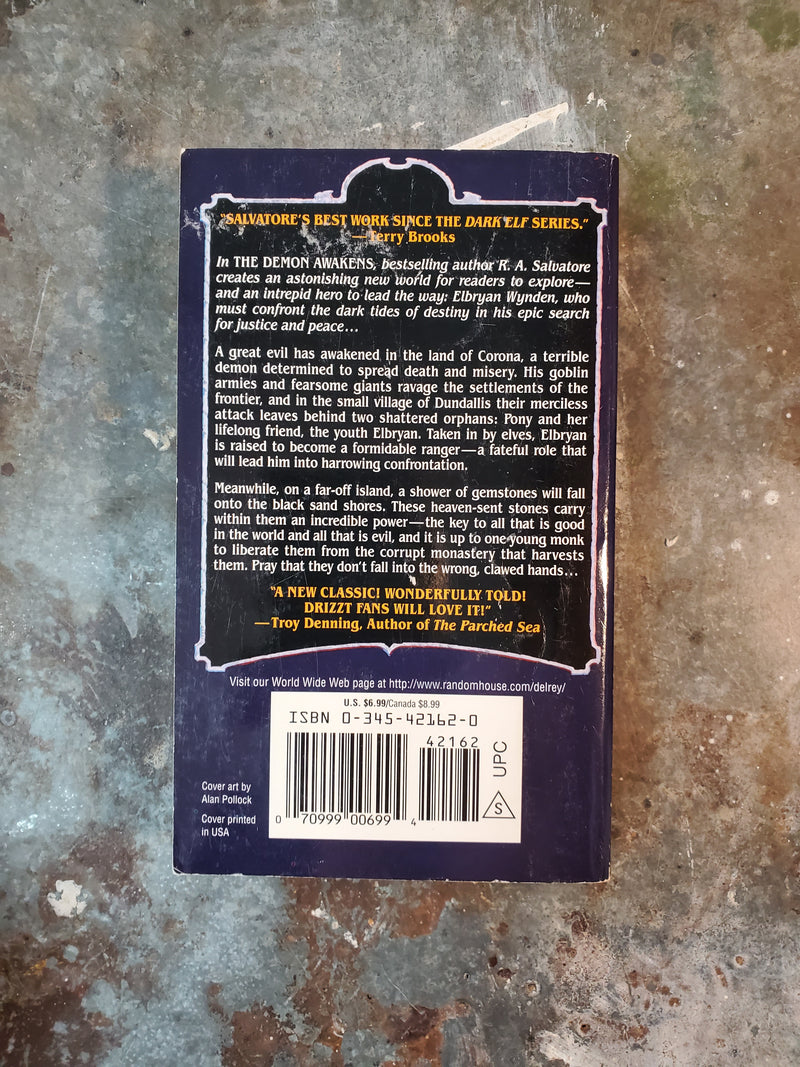 "SALVATORE'S BEST WORK SINCE THE DARK ELF SERIES."
—Terry Brooks
In THE DEMON AWAKENS, bestselling author R. A. Salvatore
creates an astonishing new world for readers to explore—
and an intrepid hero to lead the way: Elbryan Wynden, who
must confront the dark tides of destiny in his epic search
for justice and peace...
A great evil has awakened in the land of Corona, a terrible
demon determined to spread death and misery. His goblin
armies and fearsome giants ravage the settlements of the
frontier, and in the small village of Dundallis their merciless
attack leaves behind two shattered orphans: Pony and her
lifelong friend, the youth Elbryan. Taken in by elves, Elbryan
is raised to become a formidable ranger—a fateful role that
will lead him into harrowing confrontation.
Meanwhile, on a far-off island, a shower of gemstones will fall
onto the black sand shores. These heaven-sent stones carry
within them an incredible power—the key to all that is good
in the world and all that is evil, and it is up to one young monk
to liberate them from the corrupt monastery that harvests
them. Pray that they don't fall into the wrong, clawed hands...
"A NEW CLASSIC! WONDERFULLY TOLD!
DRIZZT FANS WILL LOVE IT!"
—Troy Denning, Author of The Parched Sea
Visit our World Wide Web page at http://www.randomhouse.com/delrey/
U.S. $6.99/Canada $8.99
ISBN 0-345-42162-0
42162
UPC
S
0 70999 00699 4
Cover art by
Alan Pollock
Cover printed
in USA